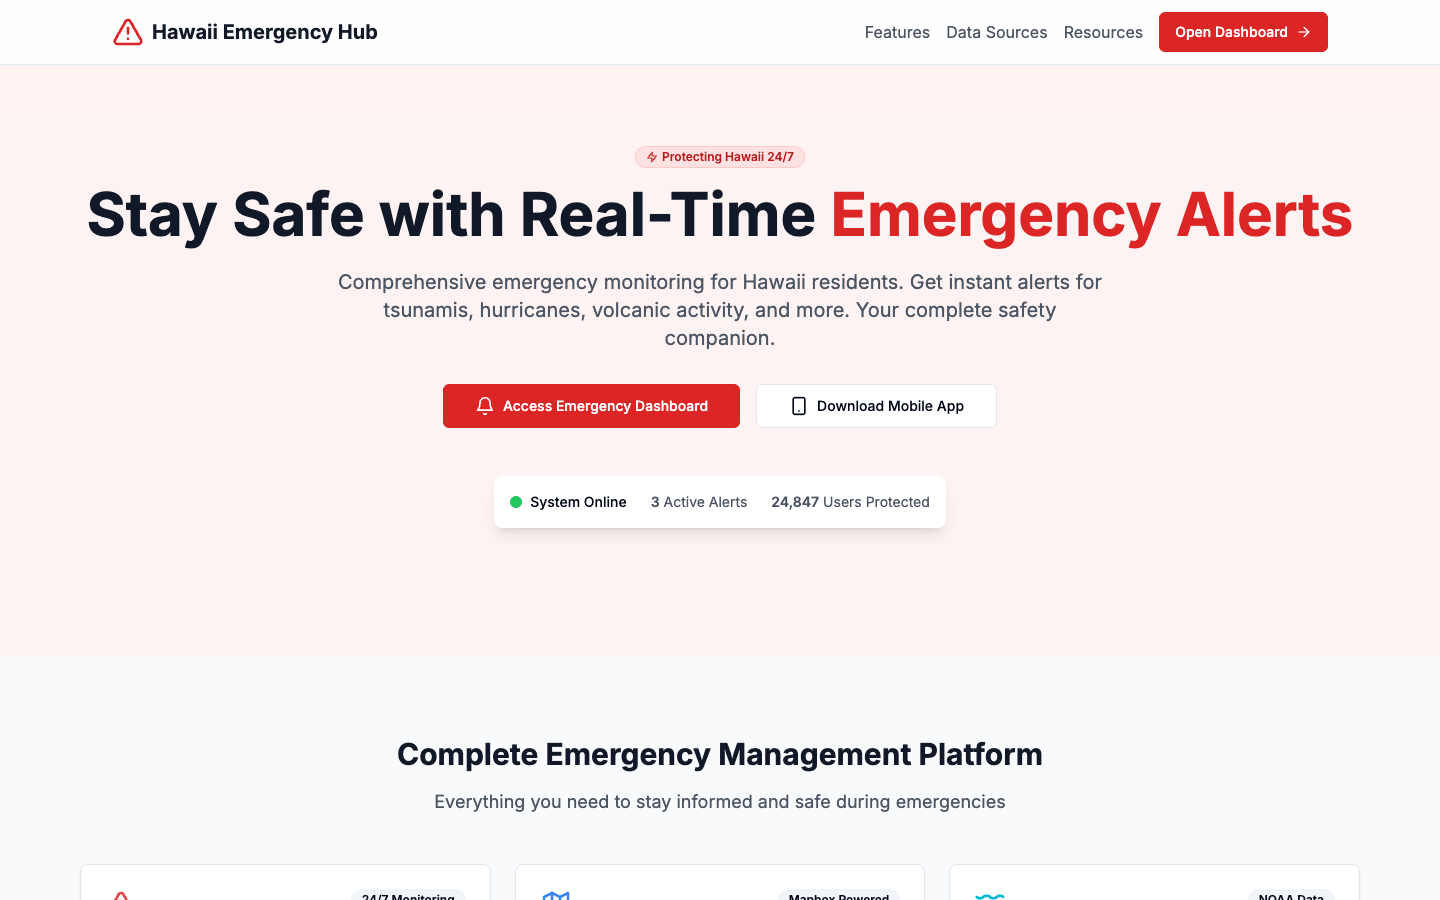 Hawaii Emergency Hub
Features
Data Sources
Resources
Open Dashboard
Protecting Hawaii 24/7
Stay Safe with Real-Time Emergency Alerts
Comprehensive emergency monitoring for Hawaii residents. Get instant alerts for
tsunamis, hurricanes, volcanic activity, and more. Your complete safety
companion.
Access Emergency Dashboard
Download Mobile App
System Online
3 Active Alerts
24,847 Users Protected
Complete Emergency Management Platform
Everything you need to stay informed and safe during emergencies
24/7 Monitoring
Mapbox Powered
NOAA Data